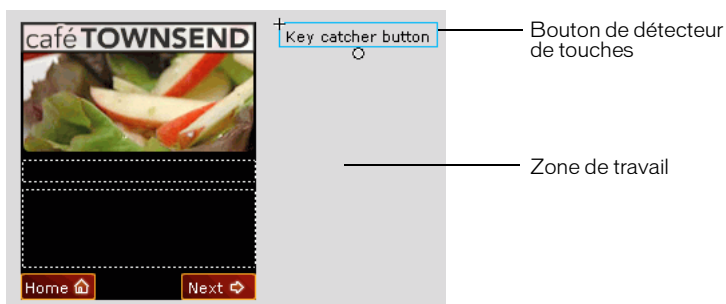 café TOWNSEND
Key catcher button
Bouton de détecteur
de touches
Zone de travail
Home
Next